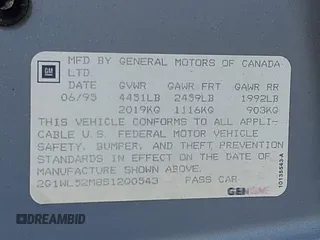 GM
MFD BY GENERAL MOTORS OF CANADA
LTD
DATE GVWR GAWR FRT GAWR RR
06/95 4451LB 2459LB 1992LB
2019KG 1116KG 903KG
THIS VEHICLE CONFORMS TO ALL APPLI-
CABLE U.S. FEDERAL MOTOR VEHICLE
SAFETY, BUMPER, AND THEFT PREVENTION
STANDARDS IN EFFECT ON THE DATE OF
MANUFACTURE SHOWN ABOVE.
2G1WL52M8S1200543 PASS CAR
10135543-A
DREAMBID